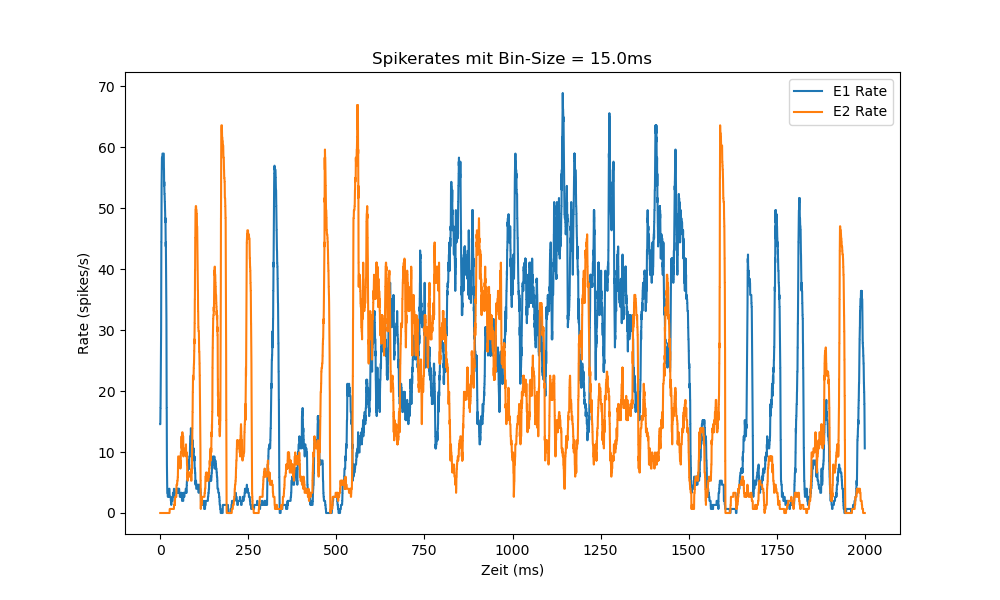 Spikerates mit Bin-Size = 15.0ms
E1 Rate
E2 Rate
70
60
50
40
30
20
10
0
Rate (spikes/s)
0 250 500 750 1000 1250 1500 1750 2000
Zeit (ms)